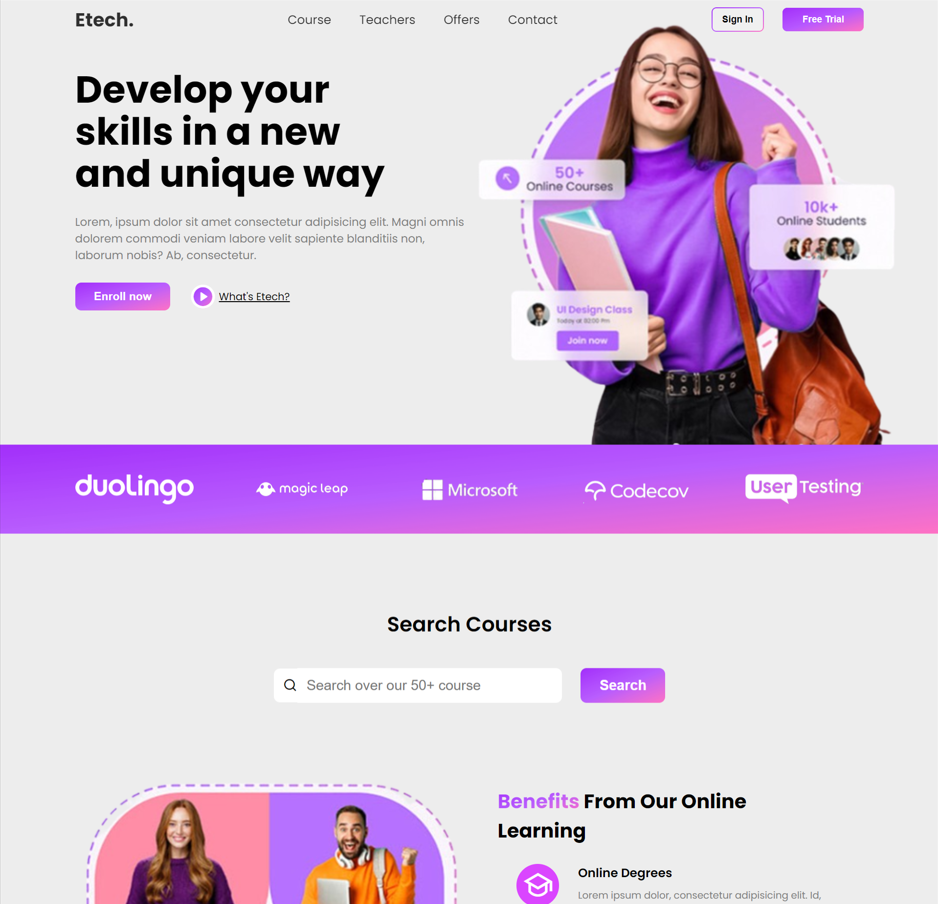 Etech.
Course
Teachers
Offers
Contact
Sign In
Free Trial
Develop your
skills in a new
and unique way
Lorem, ipsum dolor sit amet consectetur adipisicing elit. Magni omnis
dolorem commodi veniam labore velit sapiente blanditiis non,
laborum nobis? Ab, consectetur.
Enroll now
What's Etech?
50+
Online Courses
10k+
Online Students
UI Design Class
Today at 02:00 Pm
Join now
duolingo
magic leap
Microsoft
Codecov
User Testing
Search Courses
Search over our 50+ course
Search
Benefits From Our Online
Learning
Online Degrees
Lorem ipsum dolor, consectetur adipisicing elit. Id,